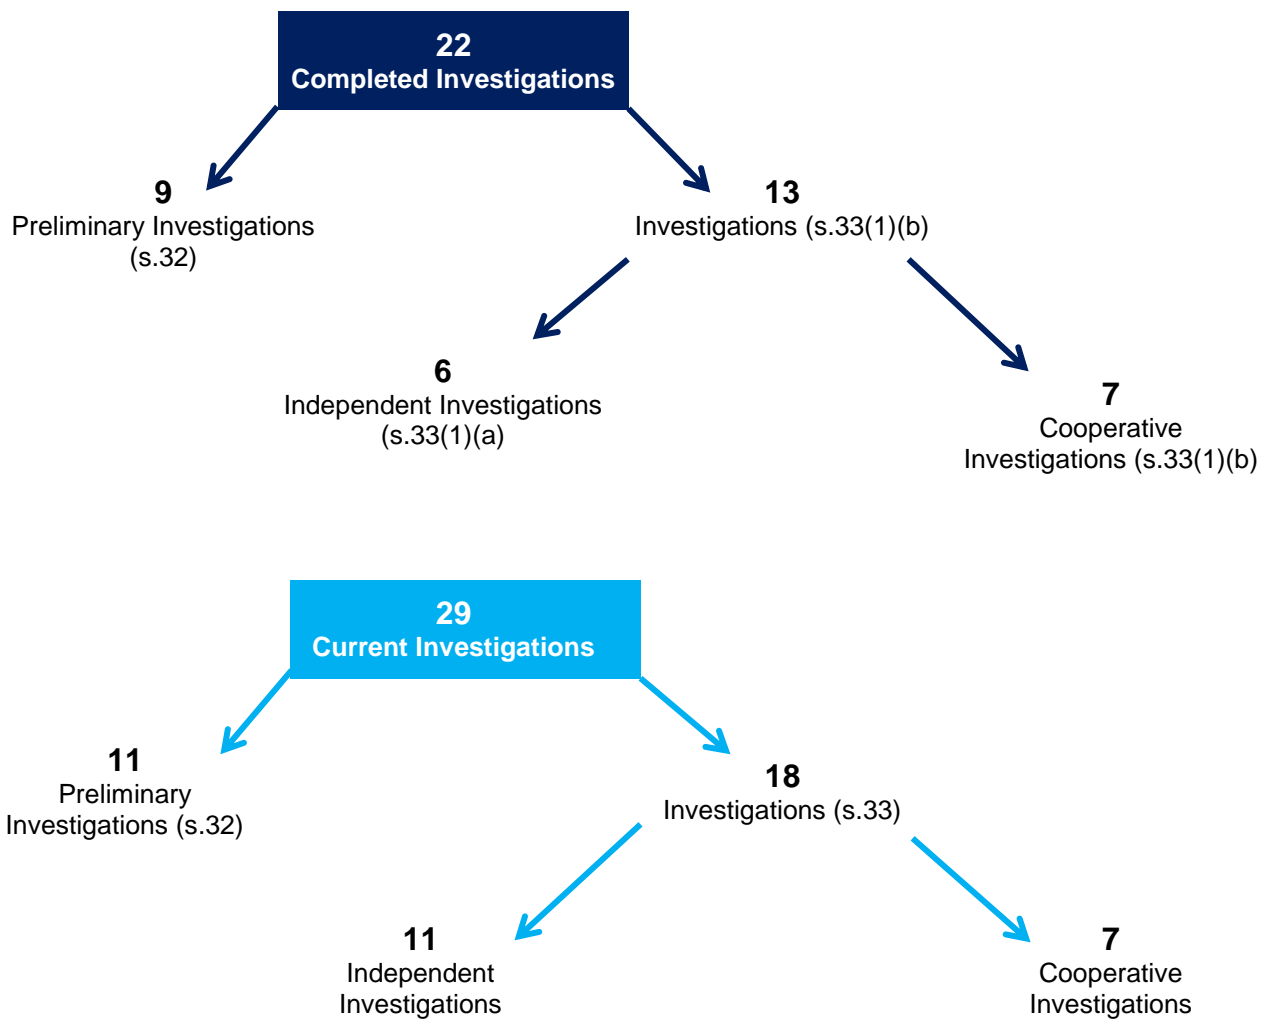 22
Completed Investigations
9
Preliminary Investigations
(s.32)
13
Investigations (s.33(1)(b)
6
Independent Investigations
(s.33(1)(a)
7
Cooperative
Investigations (s.33(1)(b)
29
Current Investigations
11
Preliminary
Investigations (s.32)
18
Investigations (s.33)
11
Independent
Investigations
7
Cooperative
Investigations